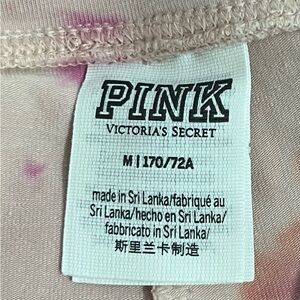 PINK
VICTORIA'S SECRET
M | 170/72A
made in Sri Lanka/fabriqué au
Sri Lanka/hecho en Sri Lanka/
fabbricato in Sri Lanka
斯里兰卡制造